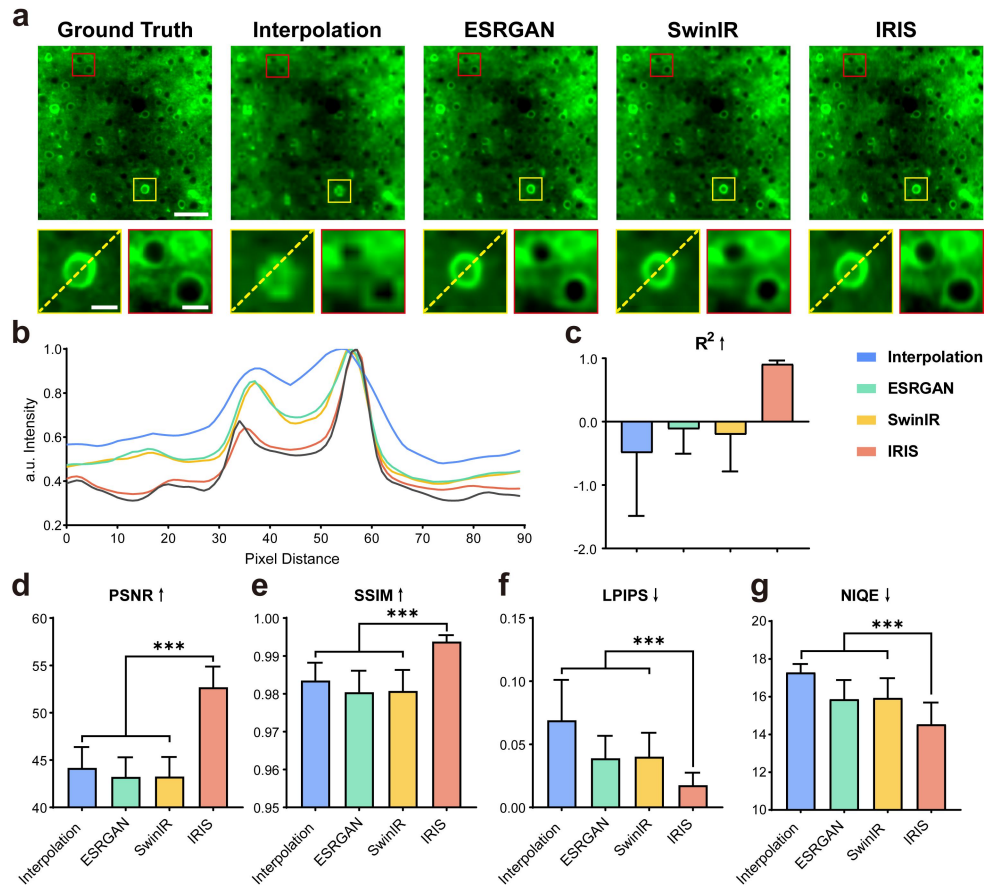 a
Ground Truth Interpolation ESRGAN SwinIR IRIS
b
a.u. Intensity
1.0
0.8
0.6
0.4
0.2
0 10 20 30 40 50 60 70 80 90
Pixel Distance
c
R² ↑
1.0
0.0
-1.0
-2.0
Interpolation
ESRGAN
SwinIR
IRIS
d
PSNR ↑
***
60
55
50
45
40
Interpolation ESRGAN SwinIR IRIS
e
SSIM ↑
***
1.00
0.99
0.98
0.97
0.96
0.95
Interpolation ESRGAN SwinIR IRIS
f
LPIPS ↓
***
0.15
0.10
0.05
0.00
Interpolation ESRGAN SwinIR IRIS
g
NIQE ↓
***
20
18
16
14
12
10
Interpolation ESRGAN SwinIR IRIS